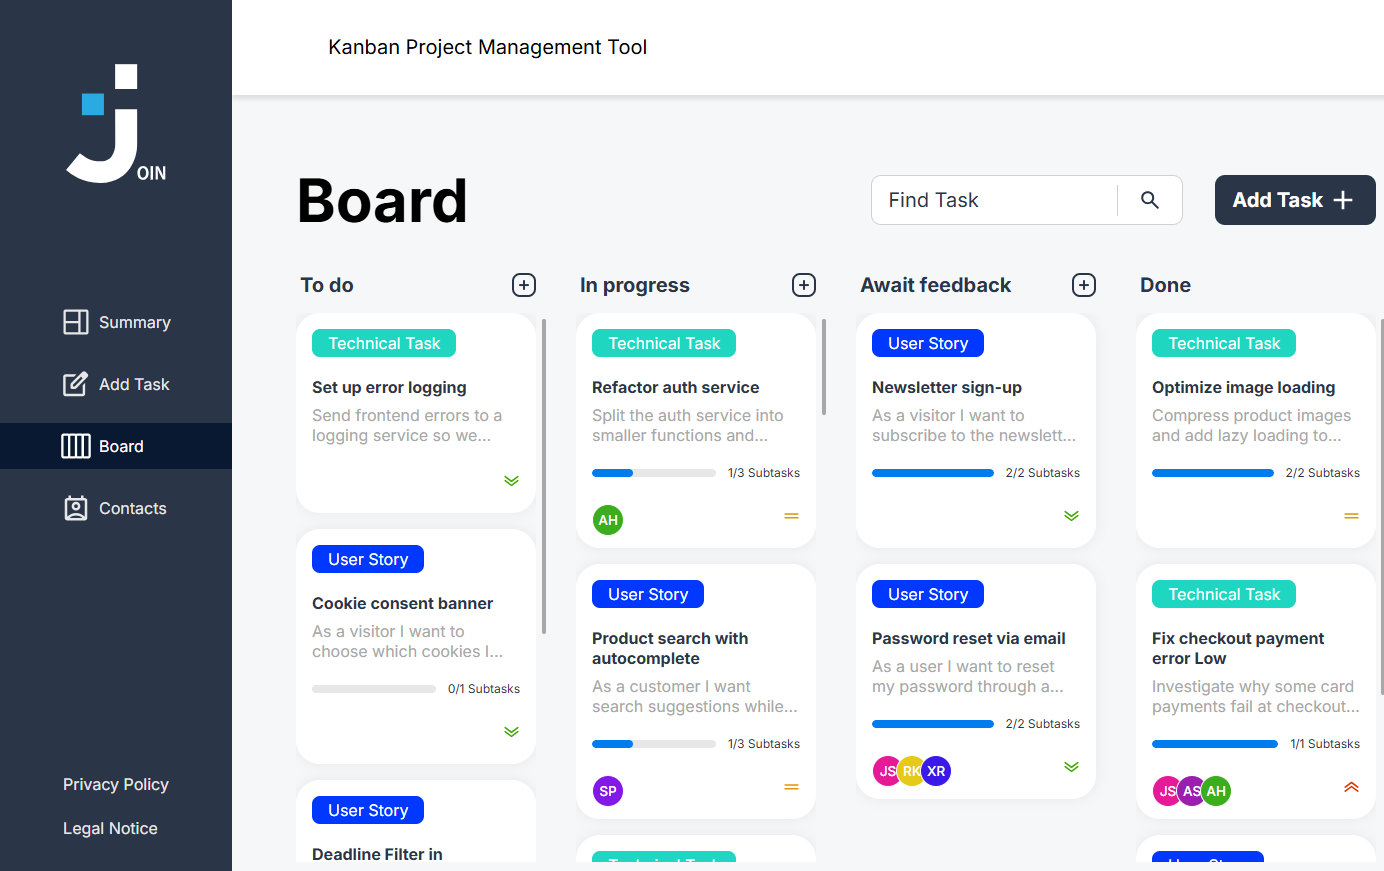 Kanban Project Management Tool
OIN
Summary
Add Task
Board
Contacts
Privacy Policy
Legal Notice
Board
Find Task
Add Task
To do
Technical Task
Set up error logging
Send frontend errors to a
logging service so we...
User Story
Cookie consent banner
As a visitor I want to
choose which cookies I...
0/1 Subtasks
User Story
Deadline Filter in
In progress
Technical Task
Refactor auth service
Split the auth service into
smaller functions and...
1/3 Subtasks
AH
User Story
Product search with
autocomplete
As a customer I want
search suggestions while...
1/3 Subtasks
SP
Technical Task
Await feedback
User Story
Newsletter sign-up
As a visitor I want to
subscribe to the newslett...
2/2 Subtasks
User Story
Password reset via email
As a user I want to reset
my password through a...
2/2 Subtasks
JS RK XR
Done
Technical Task
Optimize image loading
Compress product images
and add lazy loading to...
2/2 Subtasks
Technical Task
Fix checkout payment
error Low
Investigate why some card
payments fail at checkout...
1/1 Subtasks
JS AS AH
User Story